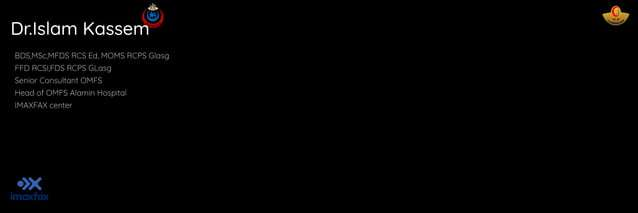 Dr.Islam Kassem
BDS,MSc,MFDS RCS Ed, MOMS RCPS Glasg
FFD RCSI,FDS RCPS GLasg
Senior Consultant OMFS
Head of OMFS Alamin Hospital
IMAXFAX center
imaxfax